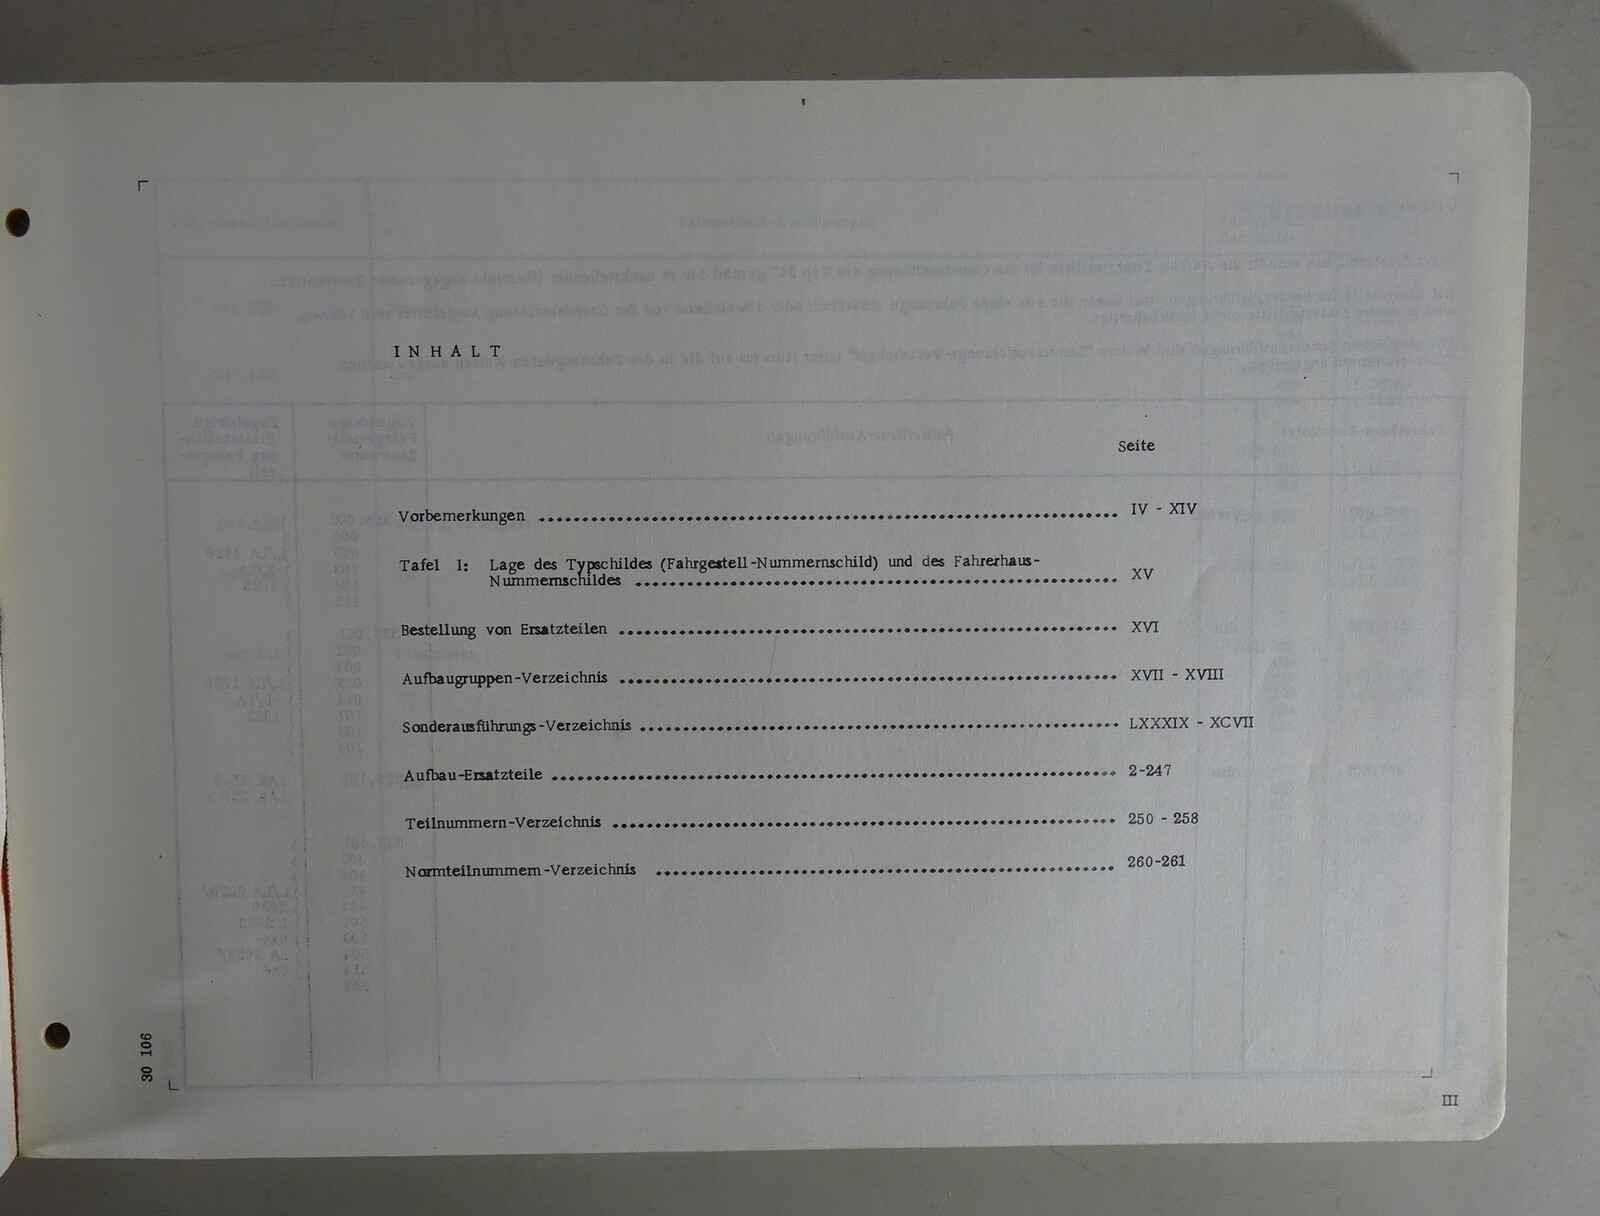 INHALT
Seite
Vorbemerkungen ........ IV - XIV
Tafel I: Lage des Typschildes (Fahrgestell-Nummernschild) und des Fahrerhaus-
Nummernschildes ........ XV
Bestellung von Ersatzteilen ........ XVI
Aufbaugruppen-Verzeichnis ........ XVII - XVIII
Sonderausführungs-Verzeichnis ........ LXXXIX - XCVII
Aufbau-Ersatzteile ........ 2-247
Teilnummern-Verzeichnis ........ 250 - 258
Normteilnummern-Verzeichnis ........ 260-261
30 106
III